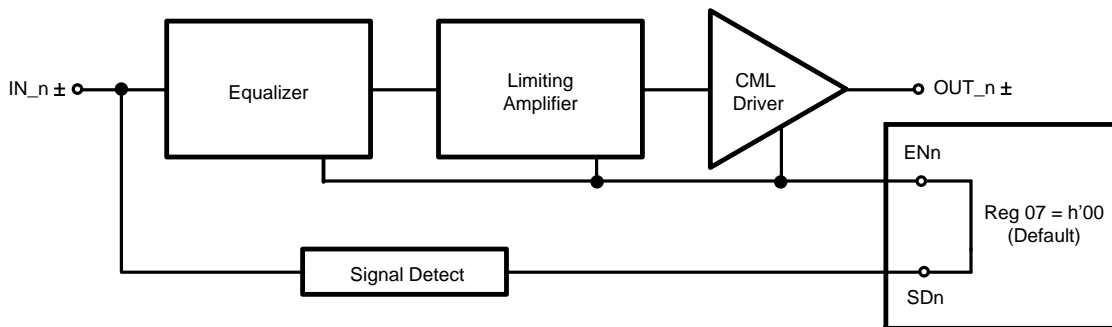 IN_n ±
Equalizer
Limiting
Amplifier
CML
Driver
OUT_n ±
ENn
Reg 07 = h'00
(Default)
Signal Detect
SDn